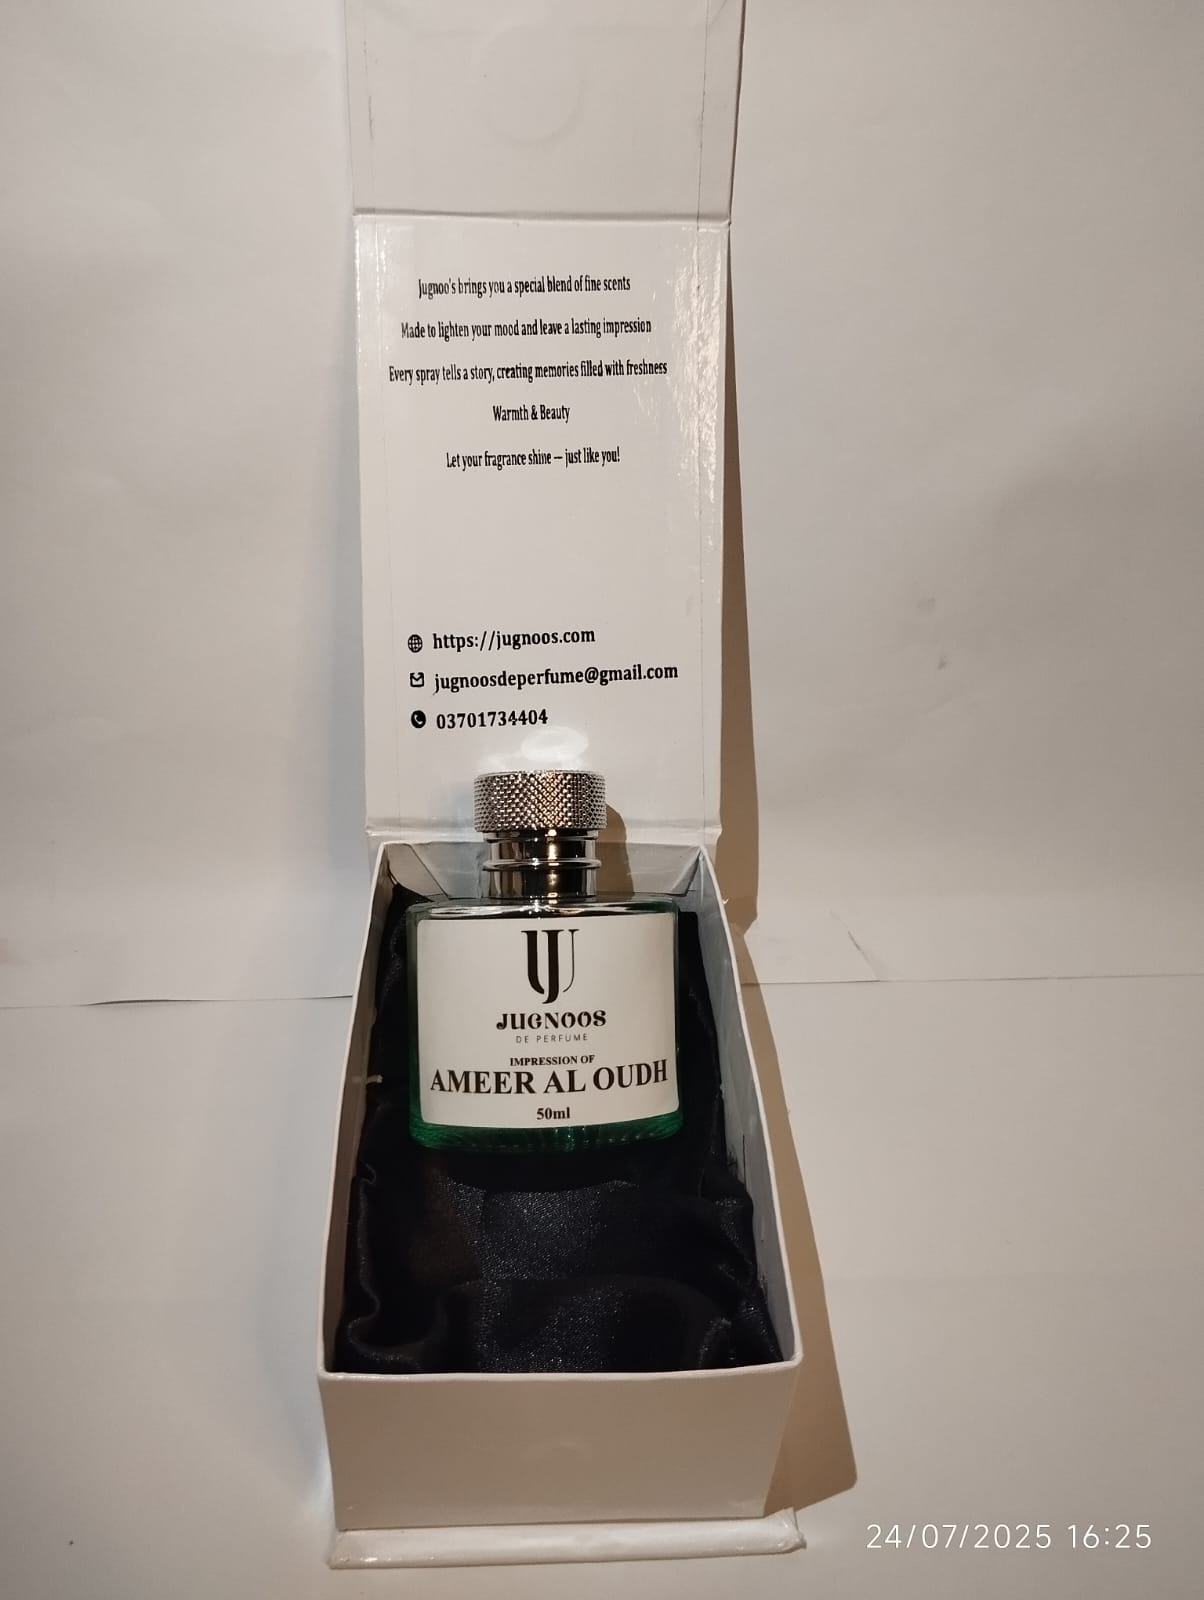 Jugnoo's brings you a special blend of fine scents
Made to lighten your mood and leave a lasting impression
Every spray tells a story, creating memories filled with freshness
Warmth & Beauty
Let your fragrance shine – just like you!
https://jugnoos.com
jugnoosdeperfume@gmail.com
03701734404
JUGNOOS
DE PERFUME
IMPRESSION OF
AMEER AL OUDH
50ml
24/07/2025 16:25